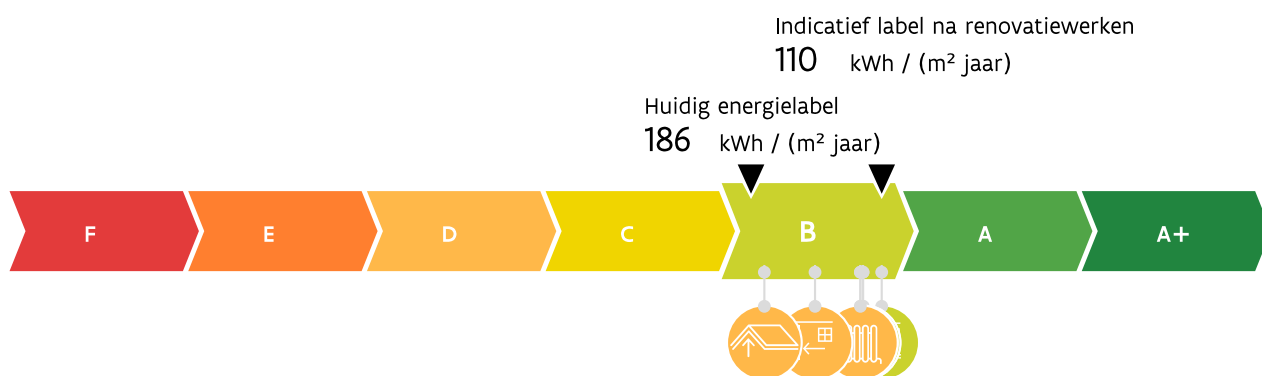 Indicatief label na renovatiewerken
110 kWh / (m² jaar)
Huidig energielabel
186 kWh / (m² jaar)
F E D C B A A+